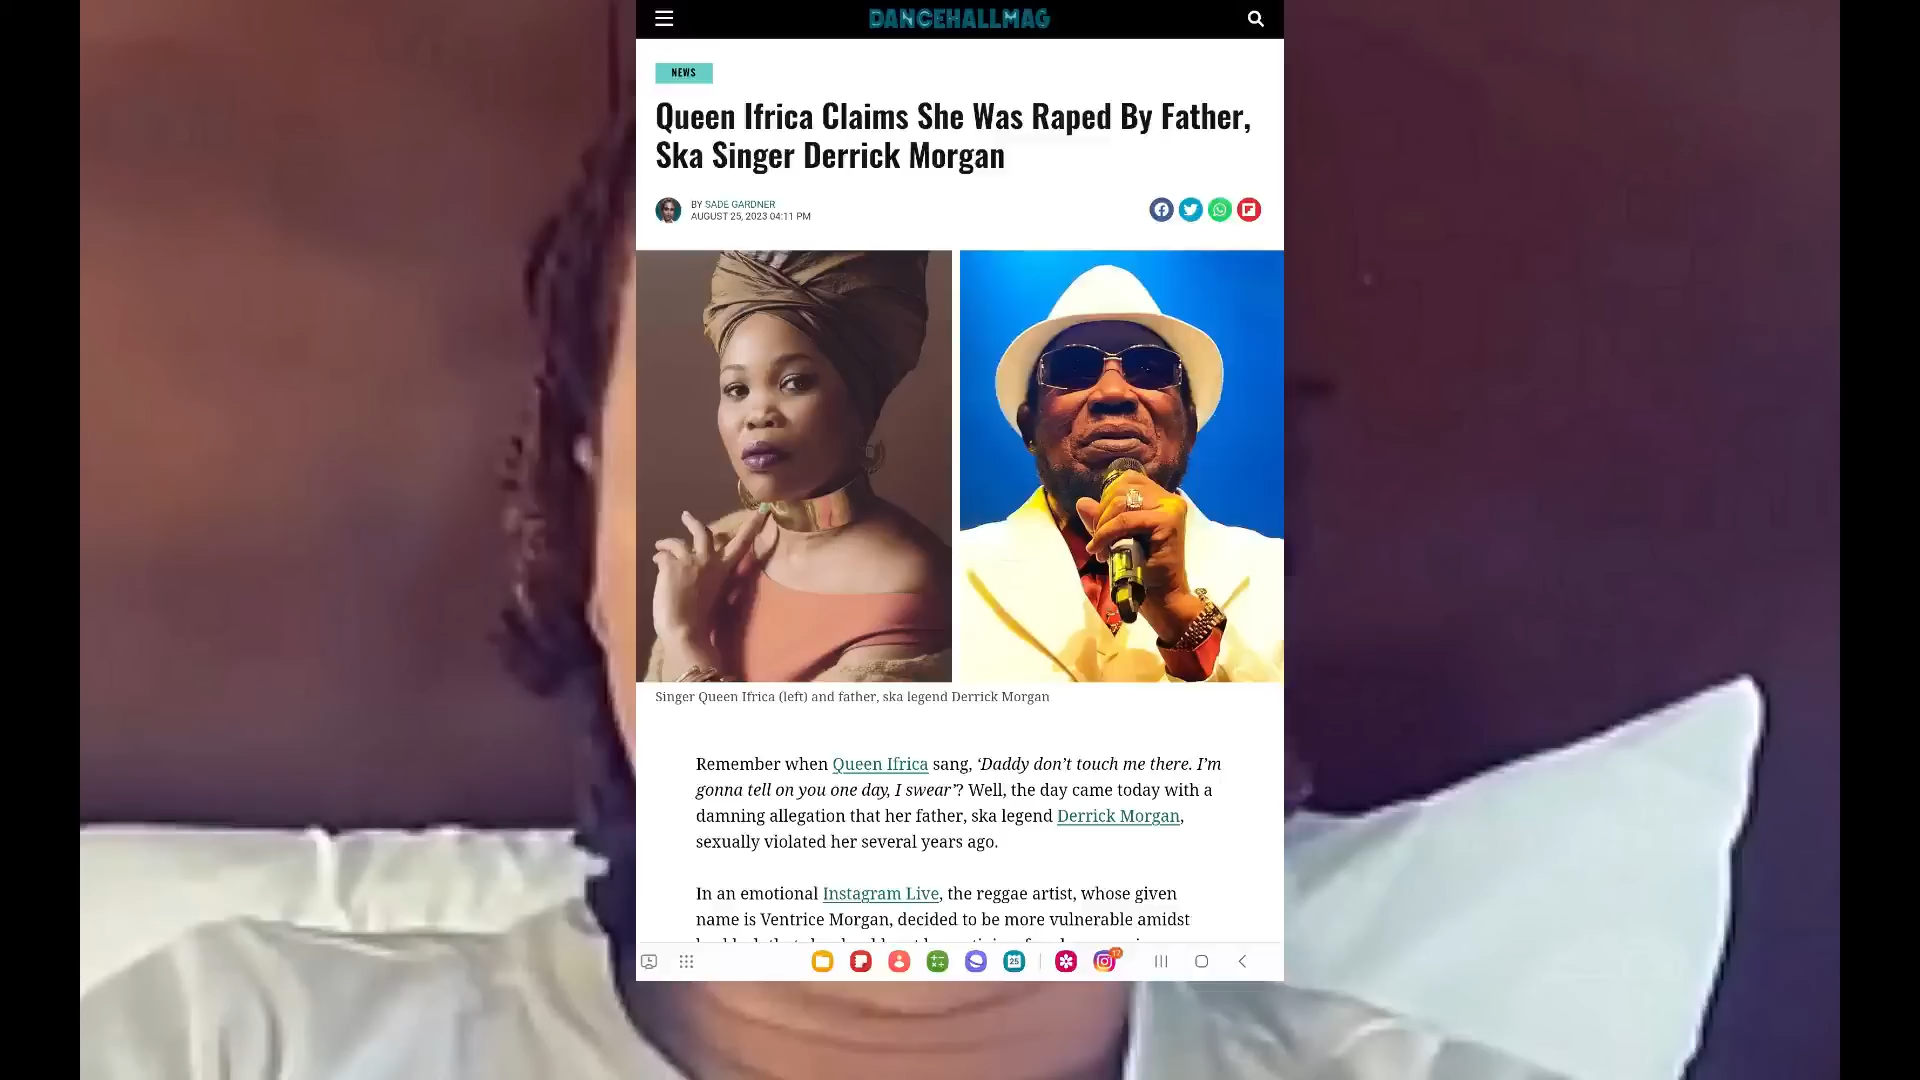 DANCEHALLMAG
NEWS
Queen Ifrica Claims She Was Raped By Father,
Ska Singer Derrick Morgan
BY SADE GARDNER
AUGUST 25, 2023 04:11 PM
Singer Queen Ifrica (left) and father, ska legend Derrick Morgan
Remember when Queen Ifrica sang, ‘Daddy don’t touch me there. I’m
gonna tell on you one day, I swear’? Well, the day came today with a
damning allegation that her father, ska legend Derrick Morgan,
sexually violated her several years ago.
In an emotional Instagram Live, the reggae artist, whose given
name is Ventrice Morgan, decided to be more vulnerable amidst
25
17